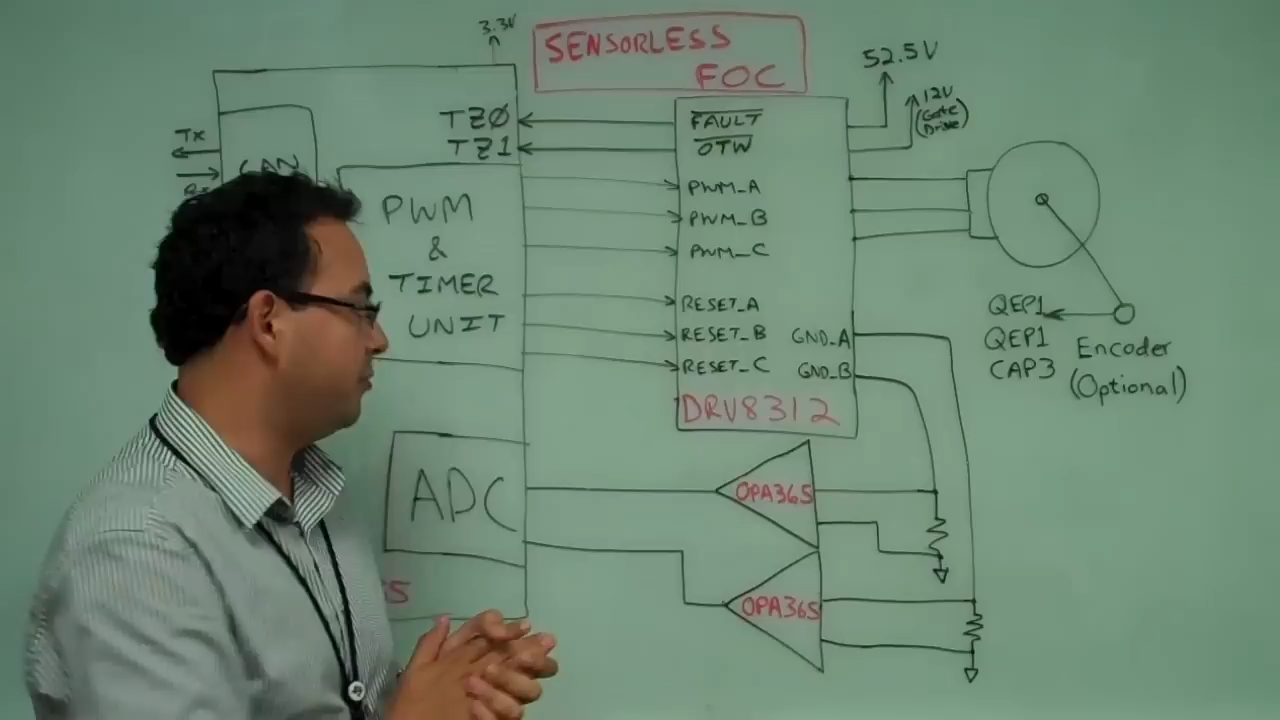 3.3V
SENSORLESS
FOC
52.5V
12V
(Gate
Drive)
TZ0
TZ1
FAULT
OTW
Tx
CAN
PWM
&
TIMER
UNIT
PWM_A
PWM_B
PWM_C
RESET_A
RESET_B
RESET_C
GND_A
GND_B
DRV8312
QEP1
QEP1
CAP3
Encoder
(Optional)
ADC
OPA365
OPA365